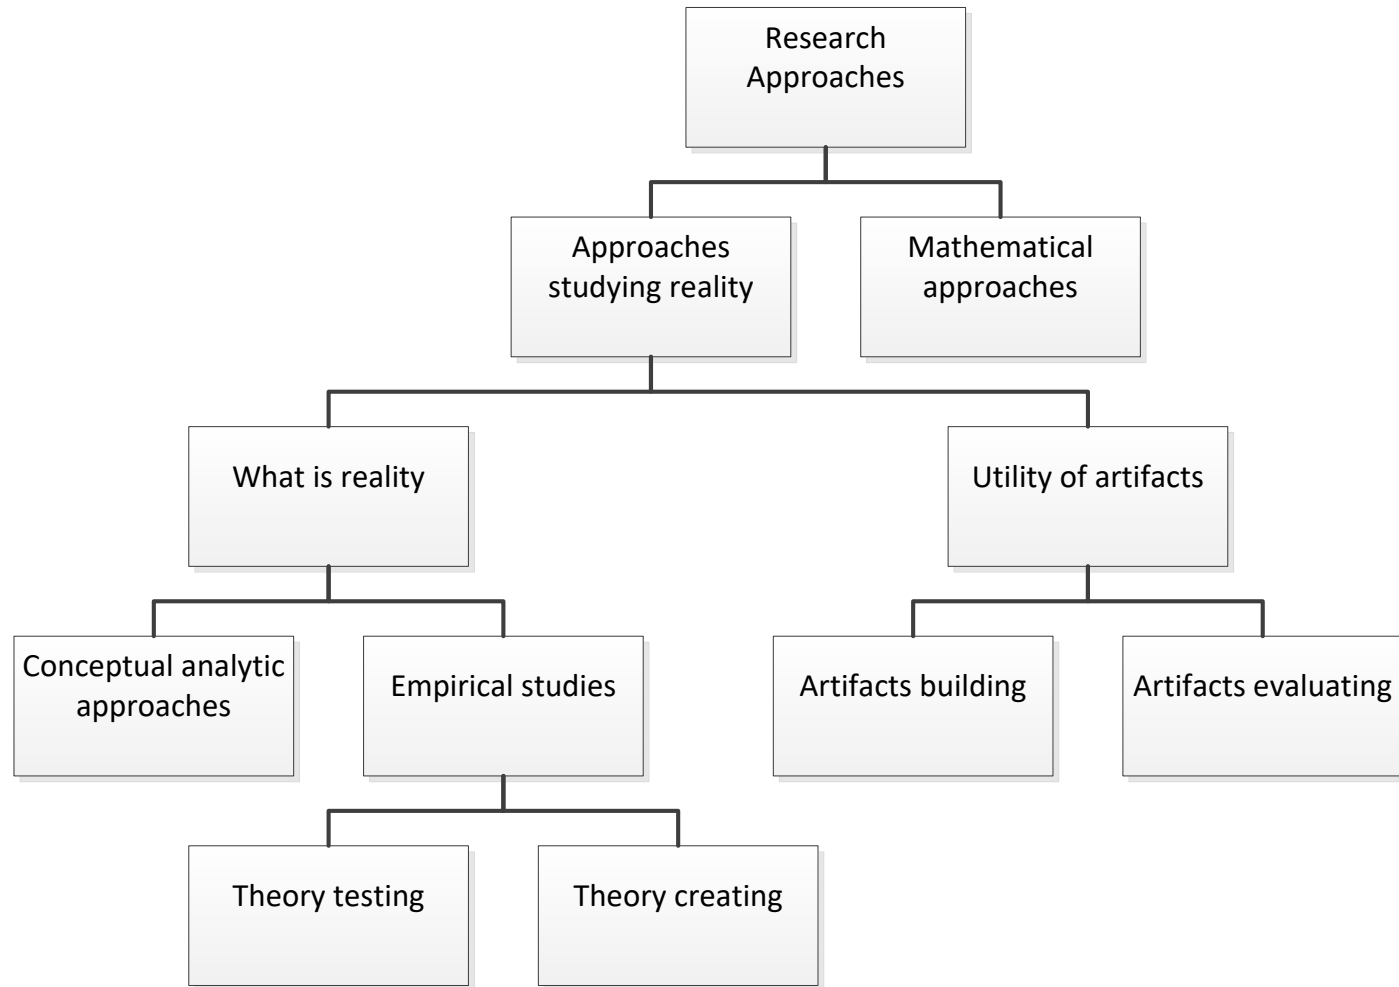 Research
Approaches
Approaches
studying reality
Mathematical
approaches
What is reality
Utility of artifacts
Conceptual analytic
approaches
Empirical studies
Artifacts building
Artifacts evaluating
Theory testing
Theory creating